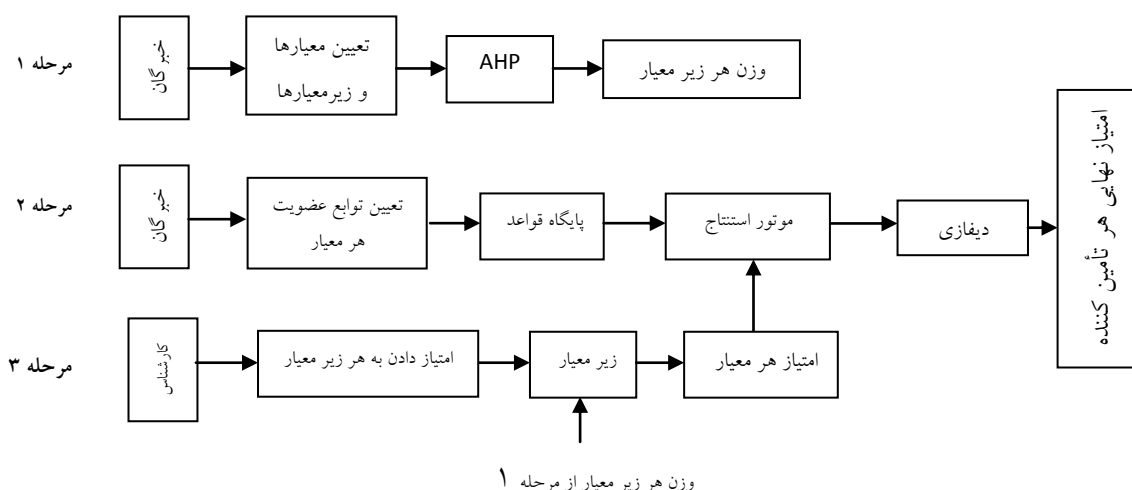 مرحله ۱
خبرگان
تعیین معیارها
و زیرمعیارها
AHP
وزن هر زیر معیار
مرحله ۲
خبرگان
تعیین توابع عضویت
هر معیار
پایگاه قواعد
موتور استنتاج
دیفازی
امتیاز نهایی هر تأمین کننده
مرحله ۳
کارشناس
امتیاز دادن به هر زیر معیار
زیر معیار
امتیاز هر معیار
وزن هر زیر معیار از مرحله ۱